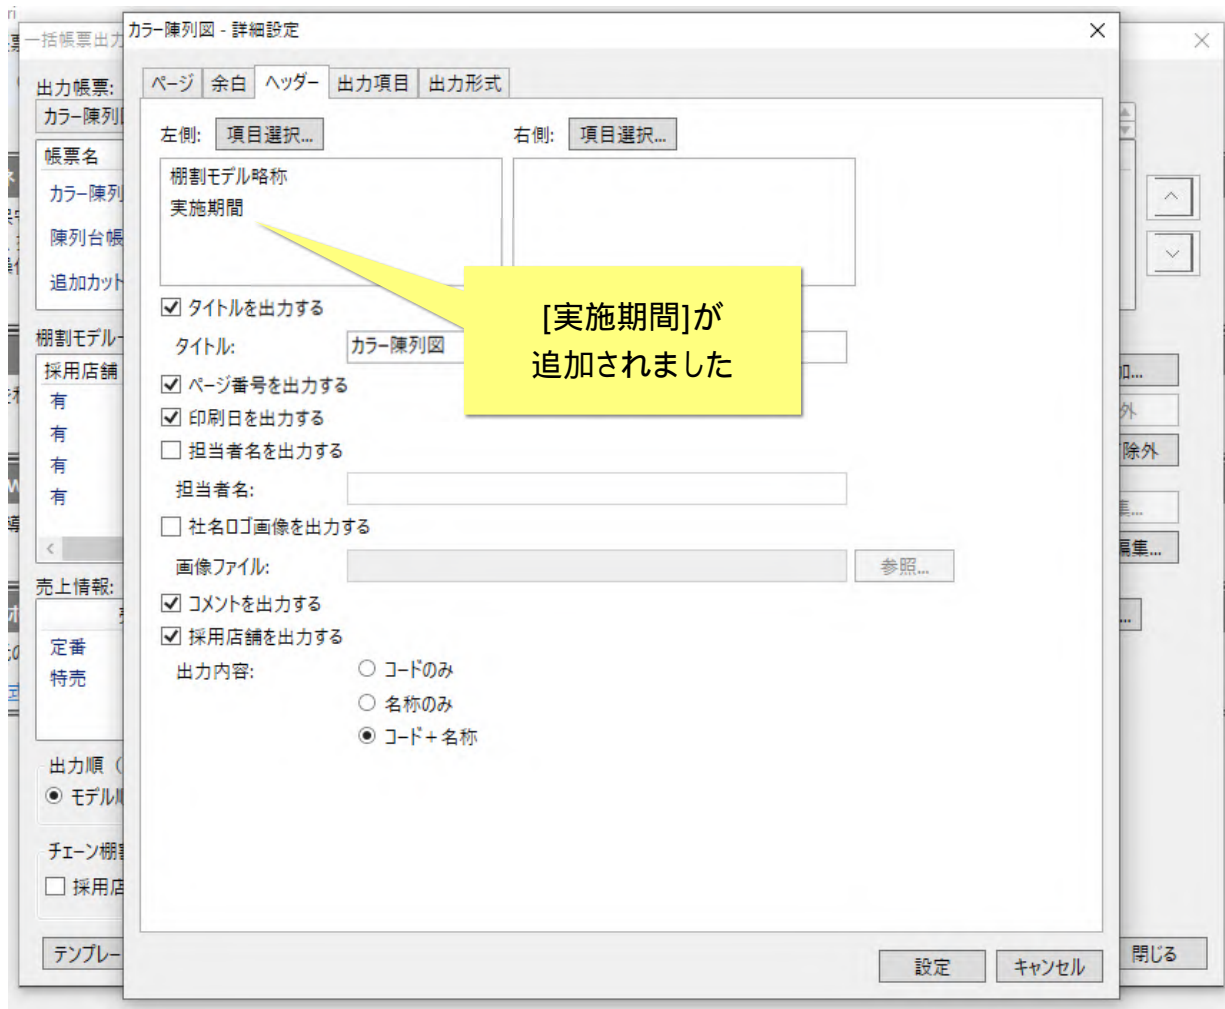 ri
一括帳票出力
カラー陳列図 - 詳細設定
出力帳票:
カラー陳列
帳票名
カラー陳列
陳列台帳
追加カット
棚割モデル
採用店舗
有
有
有
有
売上情報:
定番
特売
出力順（
モデル
チェーン棚
採用店
テンプレー
ページ 余白 ヘッダー 出力項目 出力形式
左側: 項目選択... 右側: 項目選択...
棚割モデル略称
実施期間
[実施期間]が
追加されました
タイトルを出力する
タイトル: カラー陳列図
ページ番号を出力する
印刷日を出力する
担当者名を出力する
担当者名:
社名ロゴ画像を出力する
画像ファイル: 参照...
コメントを出力する
採用店舗を出力する
出力内容: コードのみ
名称のみ
コード+名称
設定 キャンセル
外
除外
編集...
閉じる